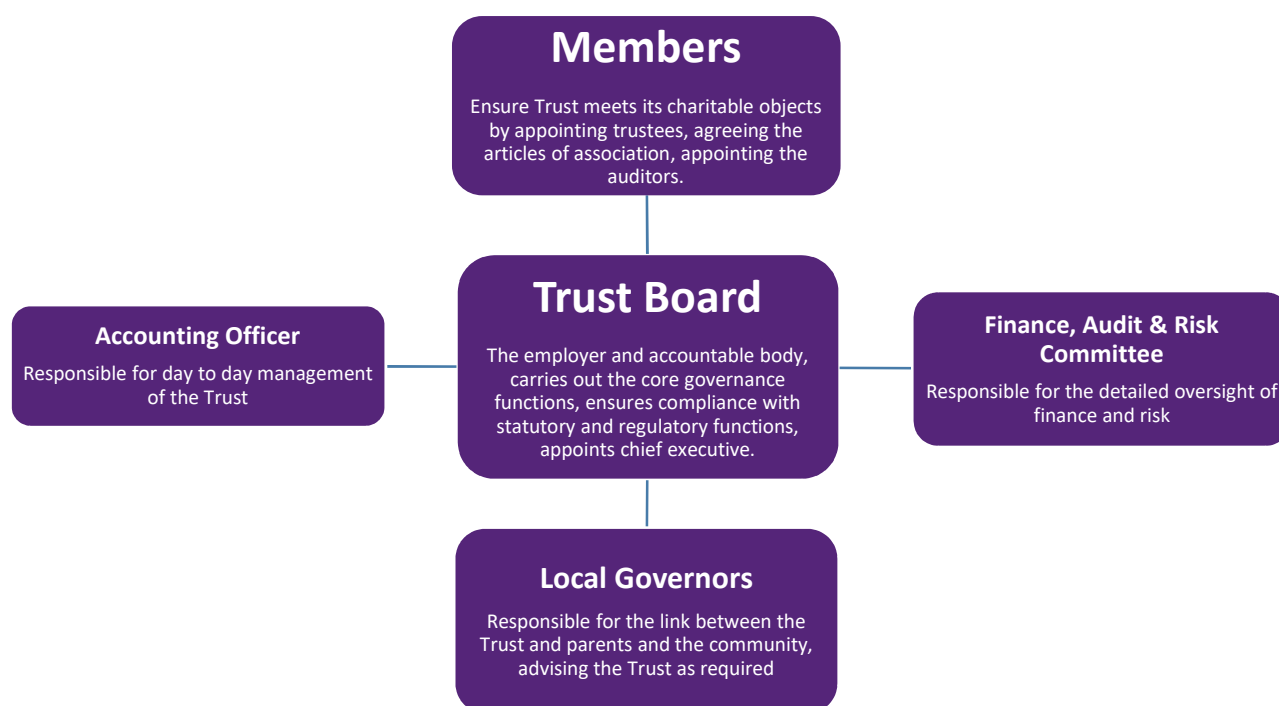 Members
Ensure Trust meets its charitable objects
by appointing trustees, agreeing the
articles of association, appointing the
auditors.
Trust Board
The employer and accountable body,
carries out the core governance
functions, ensures compliance with
statutory and regulatory functions,
appoints chief executive.
Accounting Officer
Responsible for day to day management
of the Trust
Finance, Audit & Risk
Committee
Responsible for the detailed oversight of
finance and risk
Local Governors
Responsible for the link between the
Trust and parents and the community,
advising the Trust as required